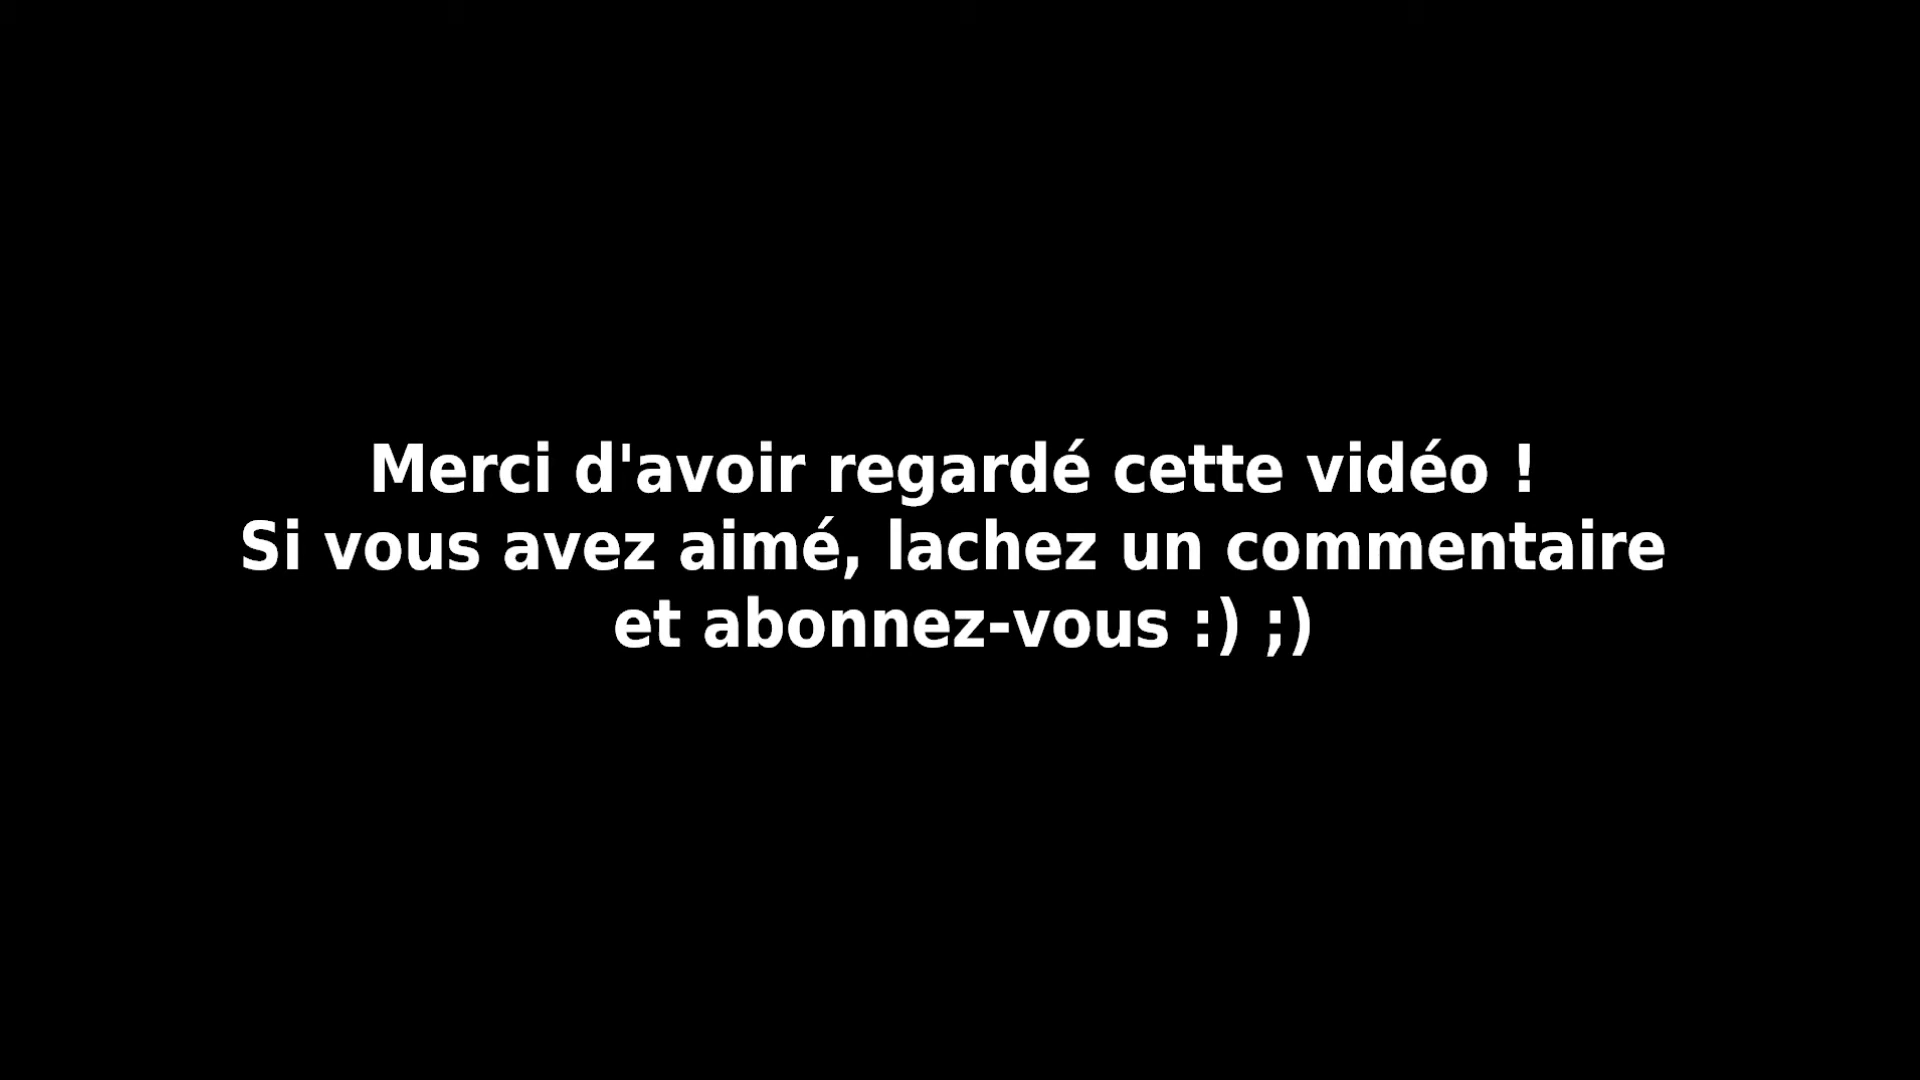 Merci d'avoir regardé cette vidéo !
Si vous avez aimé, lachez un commentaire
et abonnez-vous :) ;)